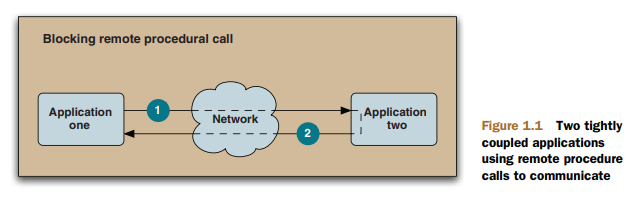 Blocking remote procedural call
Application
one
1
Network
2
Application
two
Figure 1.1 Two tightly
coupled applications
using remote procedure
calls to communicate